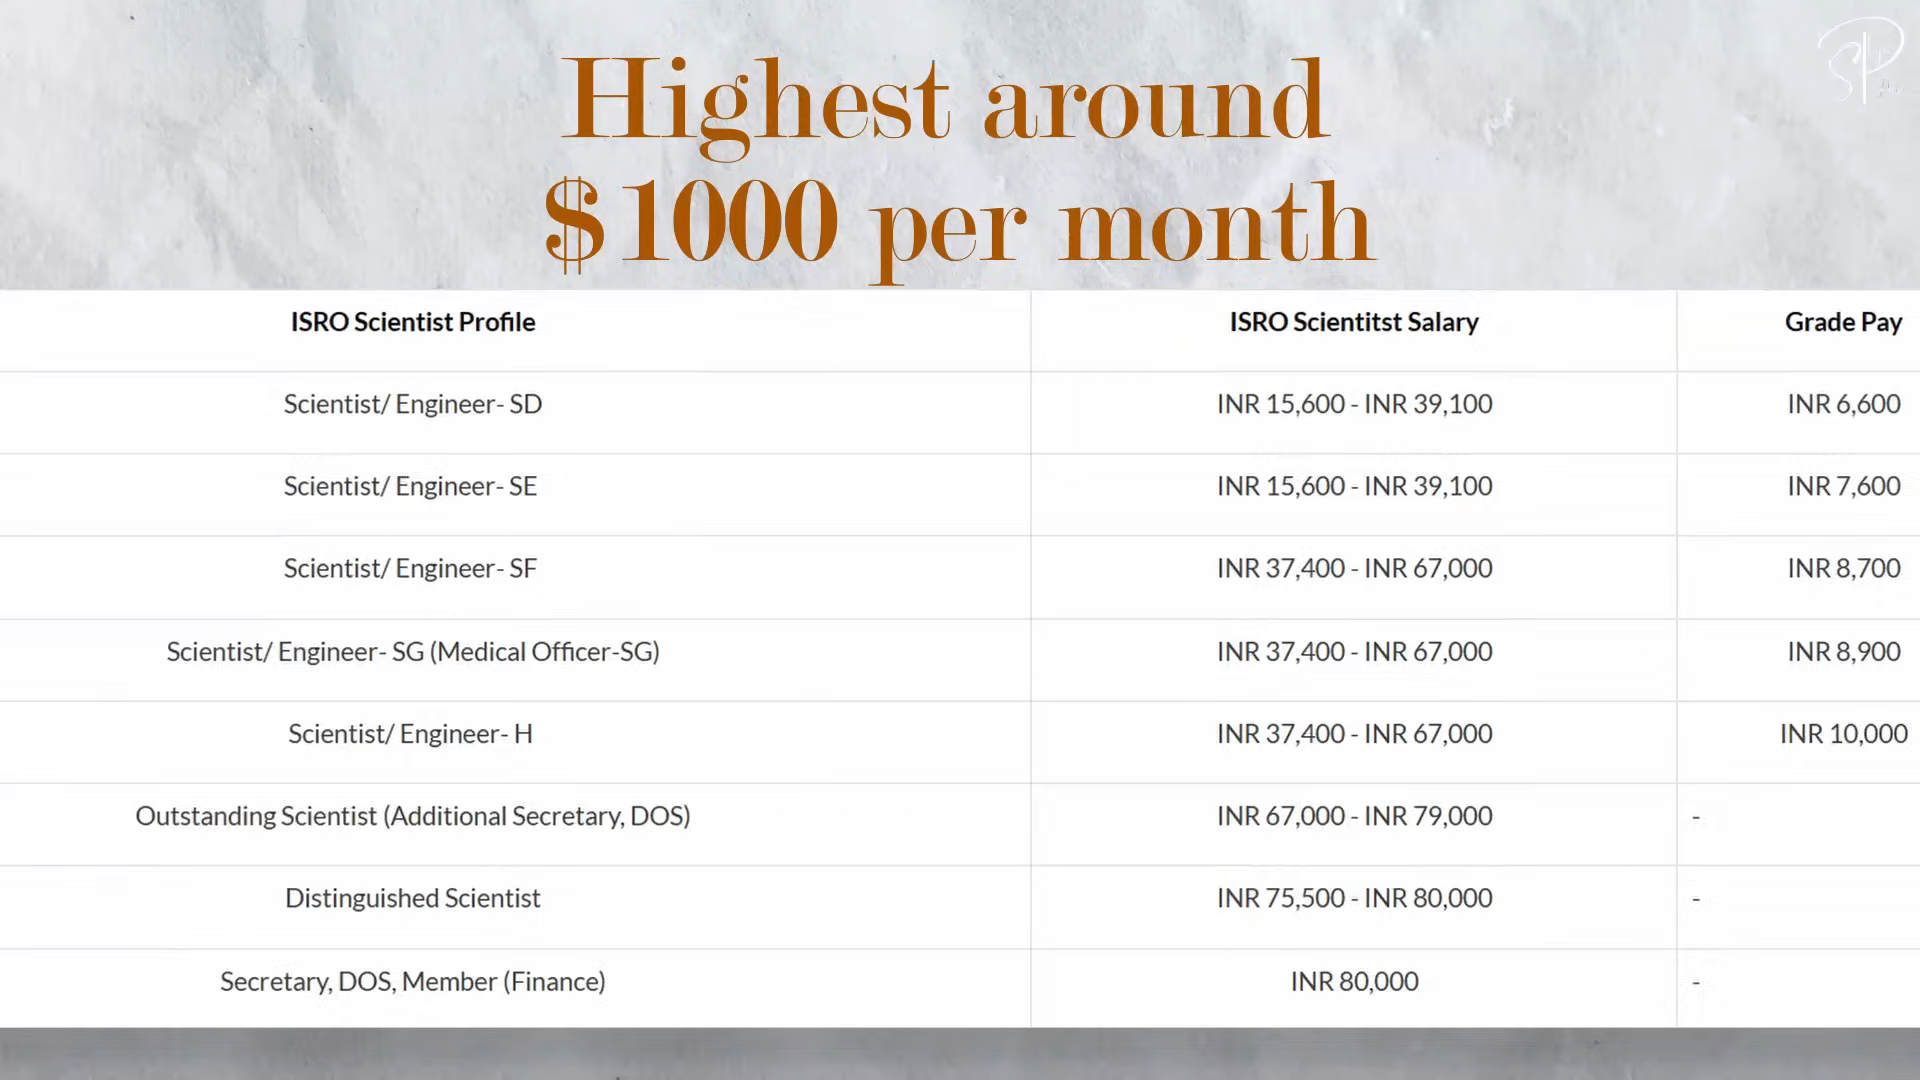 Highest around
$1000 per month
ISRO Scientist Profile ISRO Scientitst Salary Grade Pay
Scientist/ Engineer- SD INR 15,600 - INR 39,100 INR 6,600
Scientist/ Engineer- SE INR 15,600 - INR 39,100 INR 7,600
Scientist/ Engineer- SF INR 37,400 - INR 67,000 INR 8,700
Scientist/ Engineer- SG (Medical Officer-SG) INR 37,400 - INR 67,000 INR 8,900
Scientist/ Engineer- H INR 37,400 - INR 67,000 INR 10,000
Outstanding Scientist (Additional Secretary, DOS) INR 67,000 - INR 79,000 -
Distinguished Scientist INR 75,500 - INR 80,000 -
Secretary, DOS, Member (Finance) INR 80,000 -